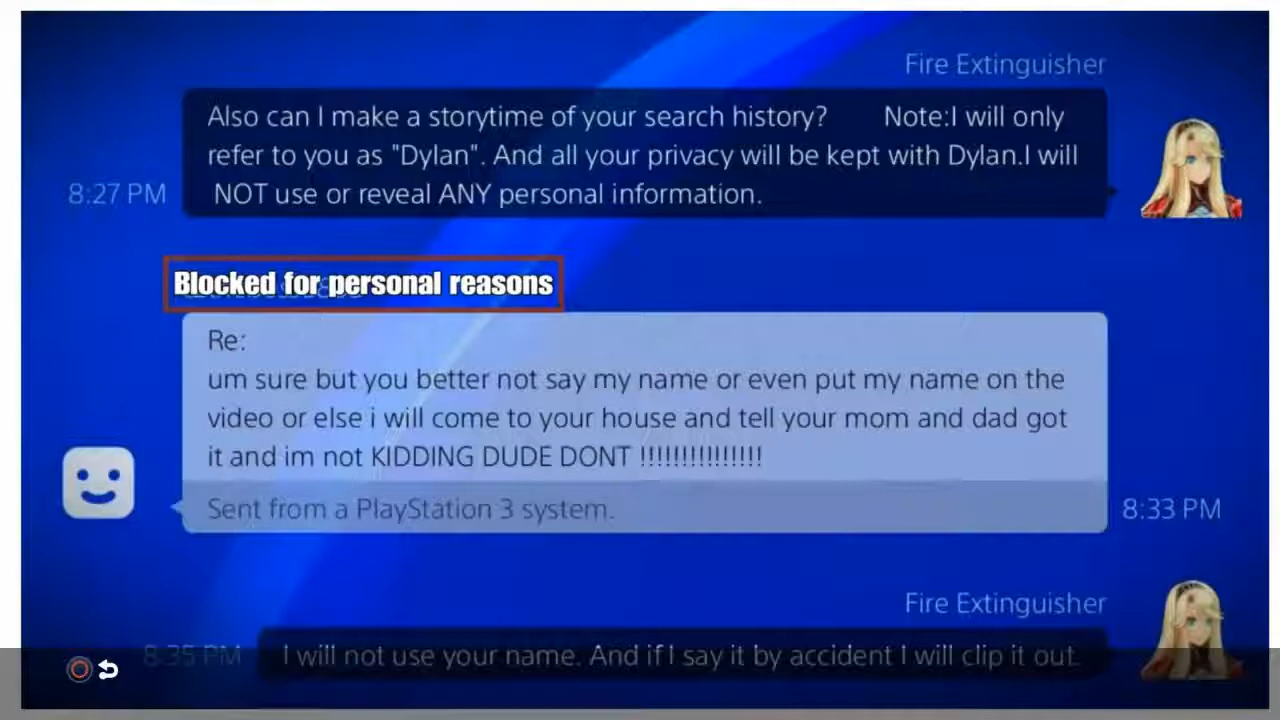 Fire Extinguisher
Also can I make a storytime of your search history? Note:I will only
refer to you as "Dylan". And all your privacy will be kept with Dylan.I will
NOT use or reveal ANY personal information.
8:27 PM
Blocked for personal reasons
Re:
um sure but you better not say my name or even put my name on the
video or else i will come to your house and tell your mom and dad got
it and im not KIDDING DUDE DONT !!!!!!!!!!!!!!!
Sent from a PlayStation 3 system.
8:33 PM
Fire Extinguisher
8:35 PM
I will not use your name. And if I say it by accident I will clip it out.